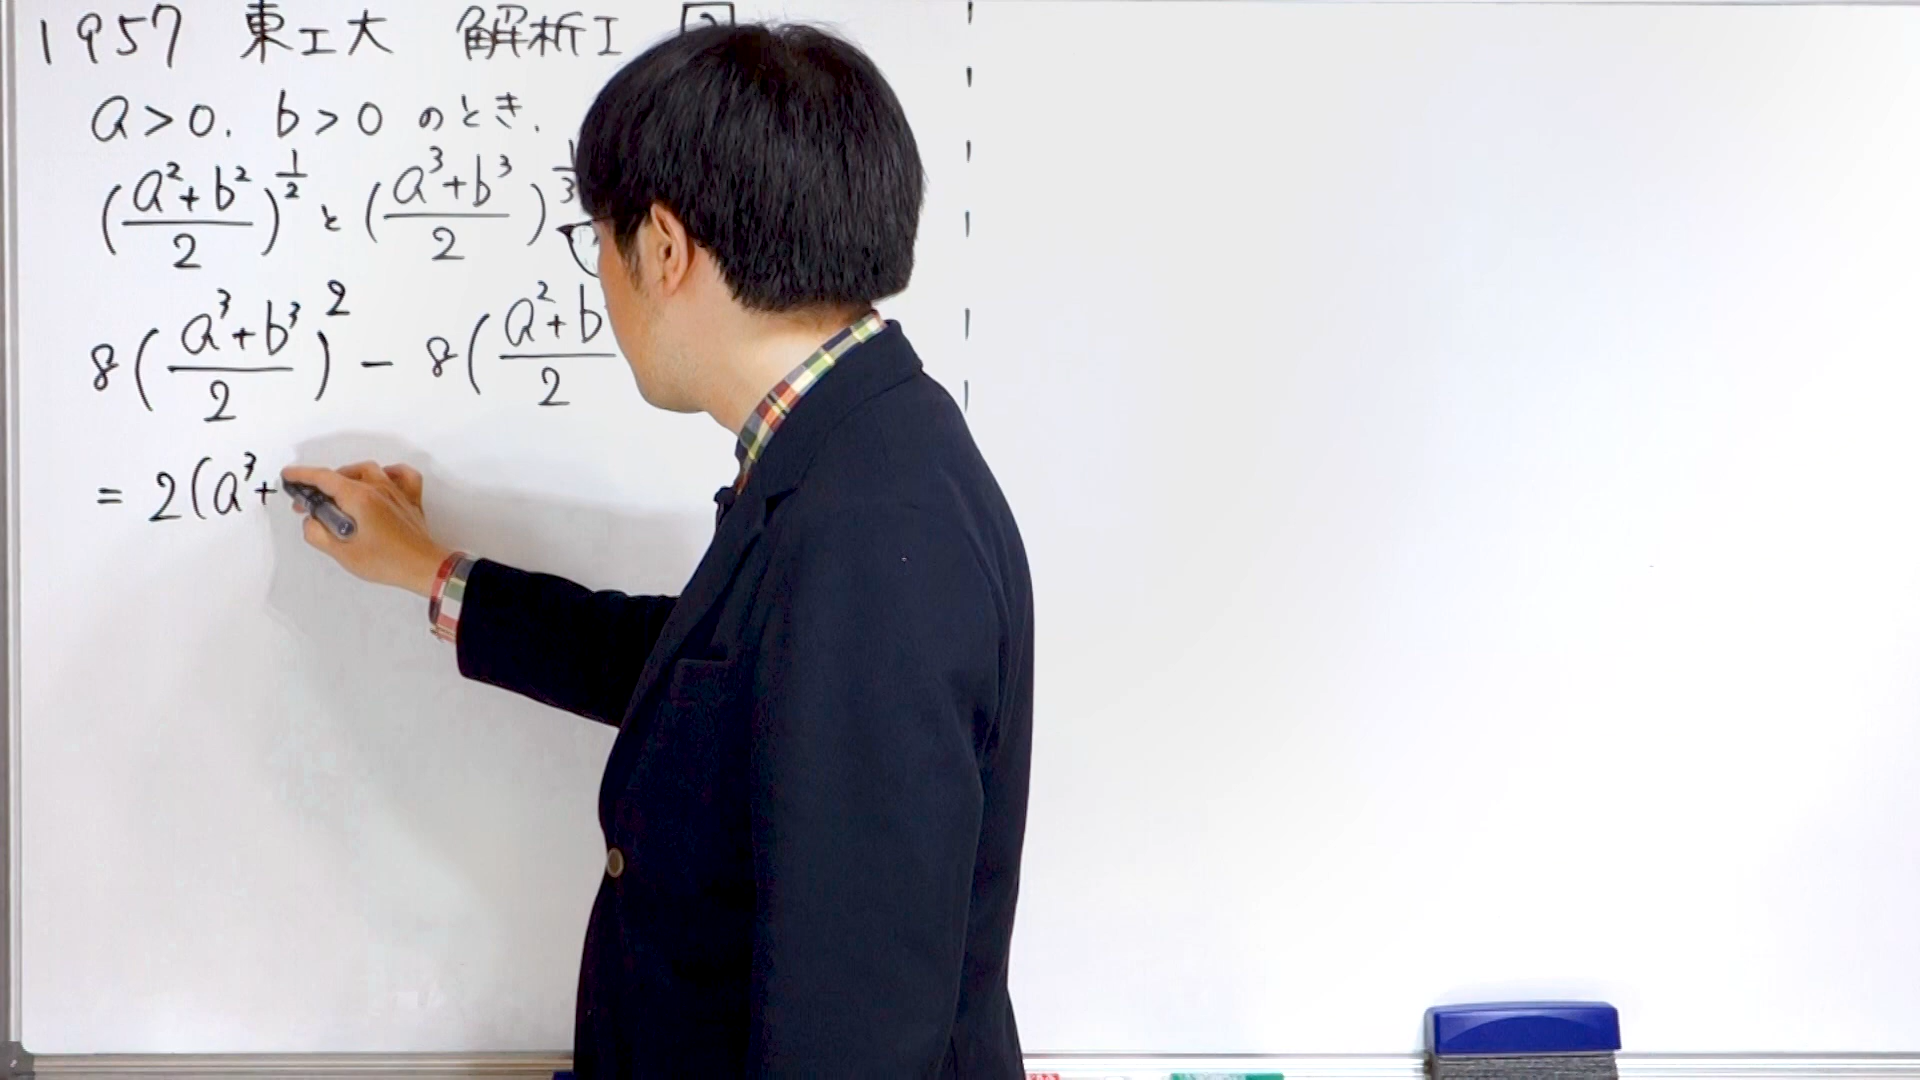 1957 東工大 解析I
a>0. b>0 のとき.
(a²+b²/2)^1/2 と (a³+b³/2)^1/3
8(a³+b³/2)² - 8(a²+b/2
= 2(a³+